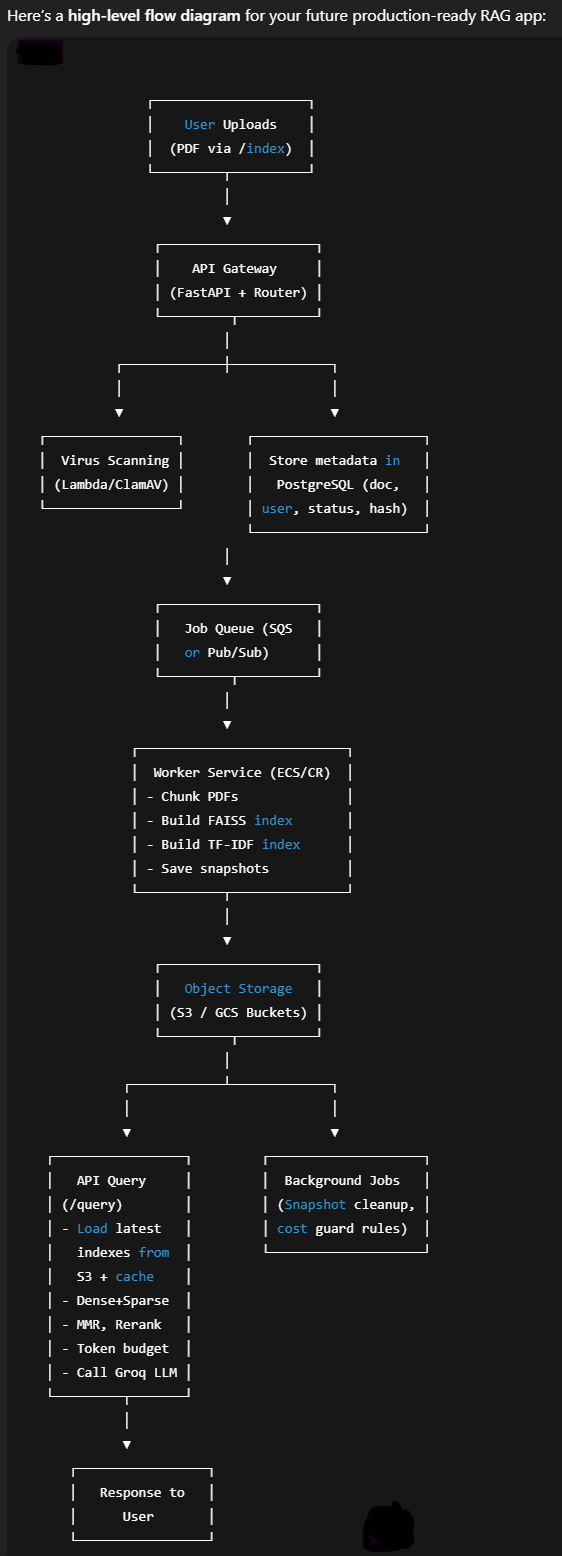 Here's a high-level flow diagram for your future production-ready RAG app:
User Uploads
(PDF via /index)
API Gateway
(FastAPI + Router)
Virus Scanning
(Lambda/ClamAV)
Store metadata in
PostgreSQL (doc,
user, status, hash)
Job Queue (SQS
or Pub/Sub)
Worker Service (ECS/CR)
- Chunk PDFs
- Build FAISS index
- Build TF-IDF index
- Save snapshots
Object Storage
(S3 / GCS Buckets)
API Query
(/query)
- Load latest
indexes from
S3 + cache
- Dense+Sparse
- MMR, Rerank
- Token budget
- Call Groq LLM
Background Jobs
(Snapshot cleanup,
cost guard rules)
Response to
User